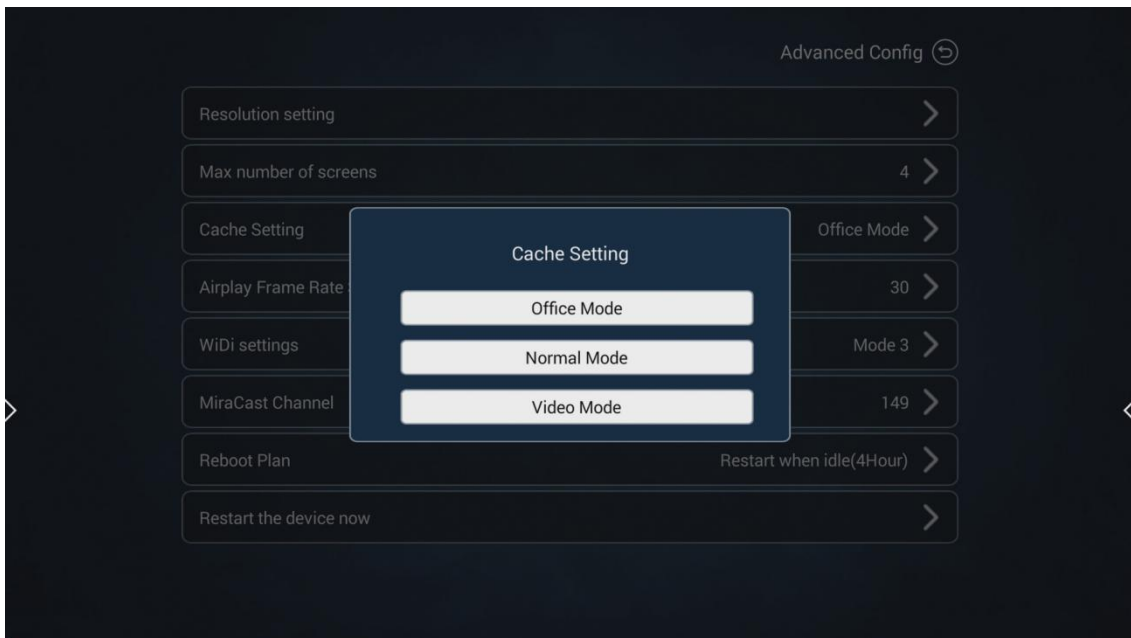 Advanced Config
Resolution setting
Max number of screens 4
Cache Setting Office Mode
Airplay Frame Rate 30
WiDi settings Mode 3
MiraCast Channel 149
Reboot Plan Restart when idle(4Hour)
Restart the device now
Cache Setting
Office Mode
Normal Mode
Video Mode